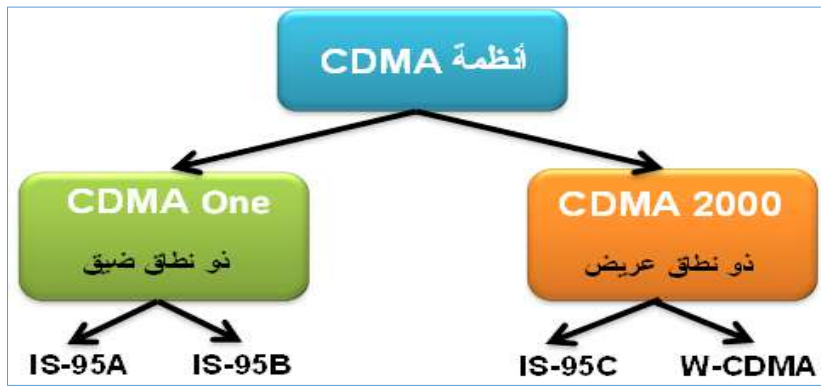 أنظمة CDMA
CDMA One
ذو نطاق ضيق
CDMA 2000
ذو نطاق عريض
IS-95A
IS-95B
IS-95C
W-CDMA